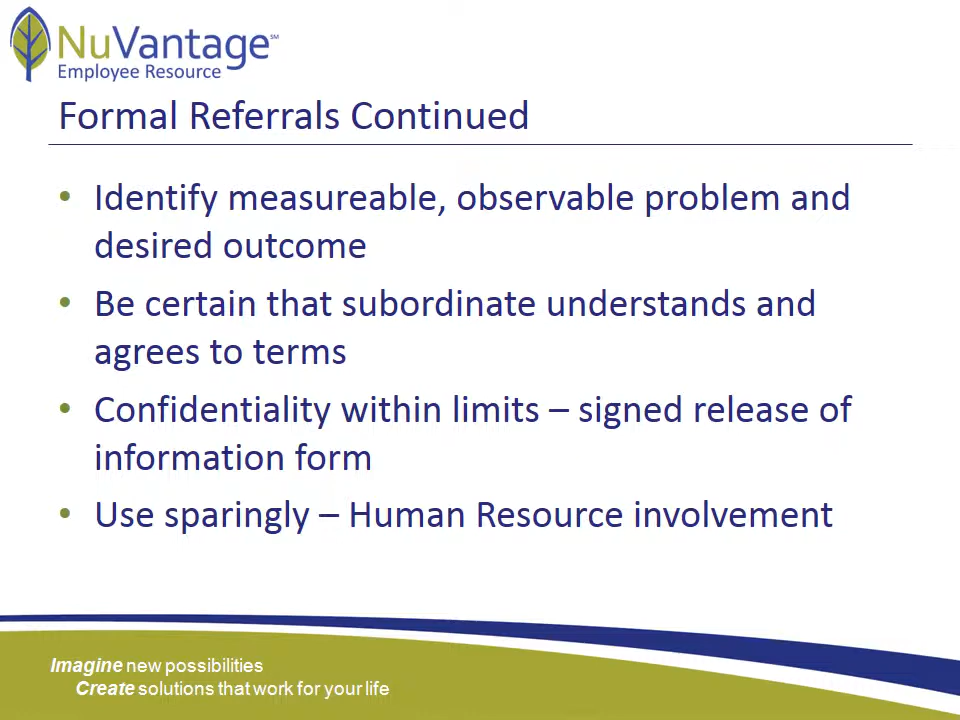 NuVantage℠
Employee Resource
Formal Referrals Continued
• Identify measureable, observable problem and
desired outcome
• Be certain that subordinate understands and
agrees to terms
• Confidentiality within limits – signed release of
information form
• Use sparingly – Human Resource involvement
Imagine new possibilities
Create solutions that work for your life